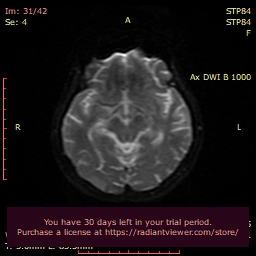 Im: 31/42
Se: 4
STP84
STP84
F
A
Ax DWI B 1000
R
L
You have 30 days left in your trial period.
Purchase a license at https://radiantviewer.com/store/